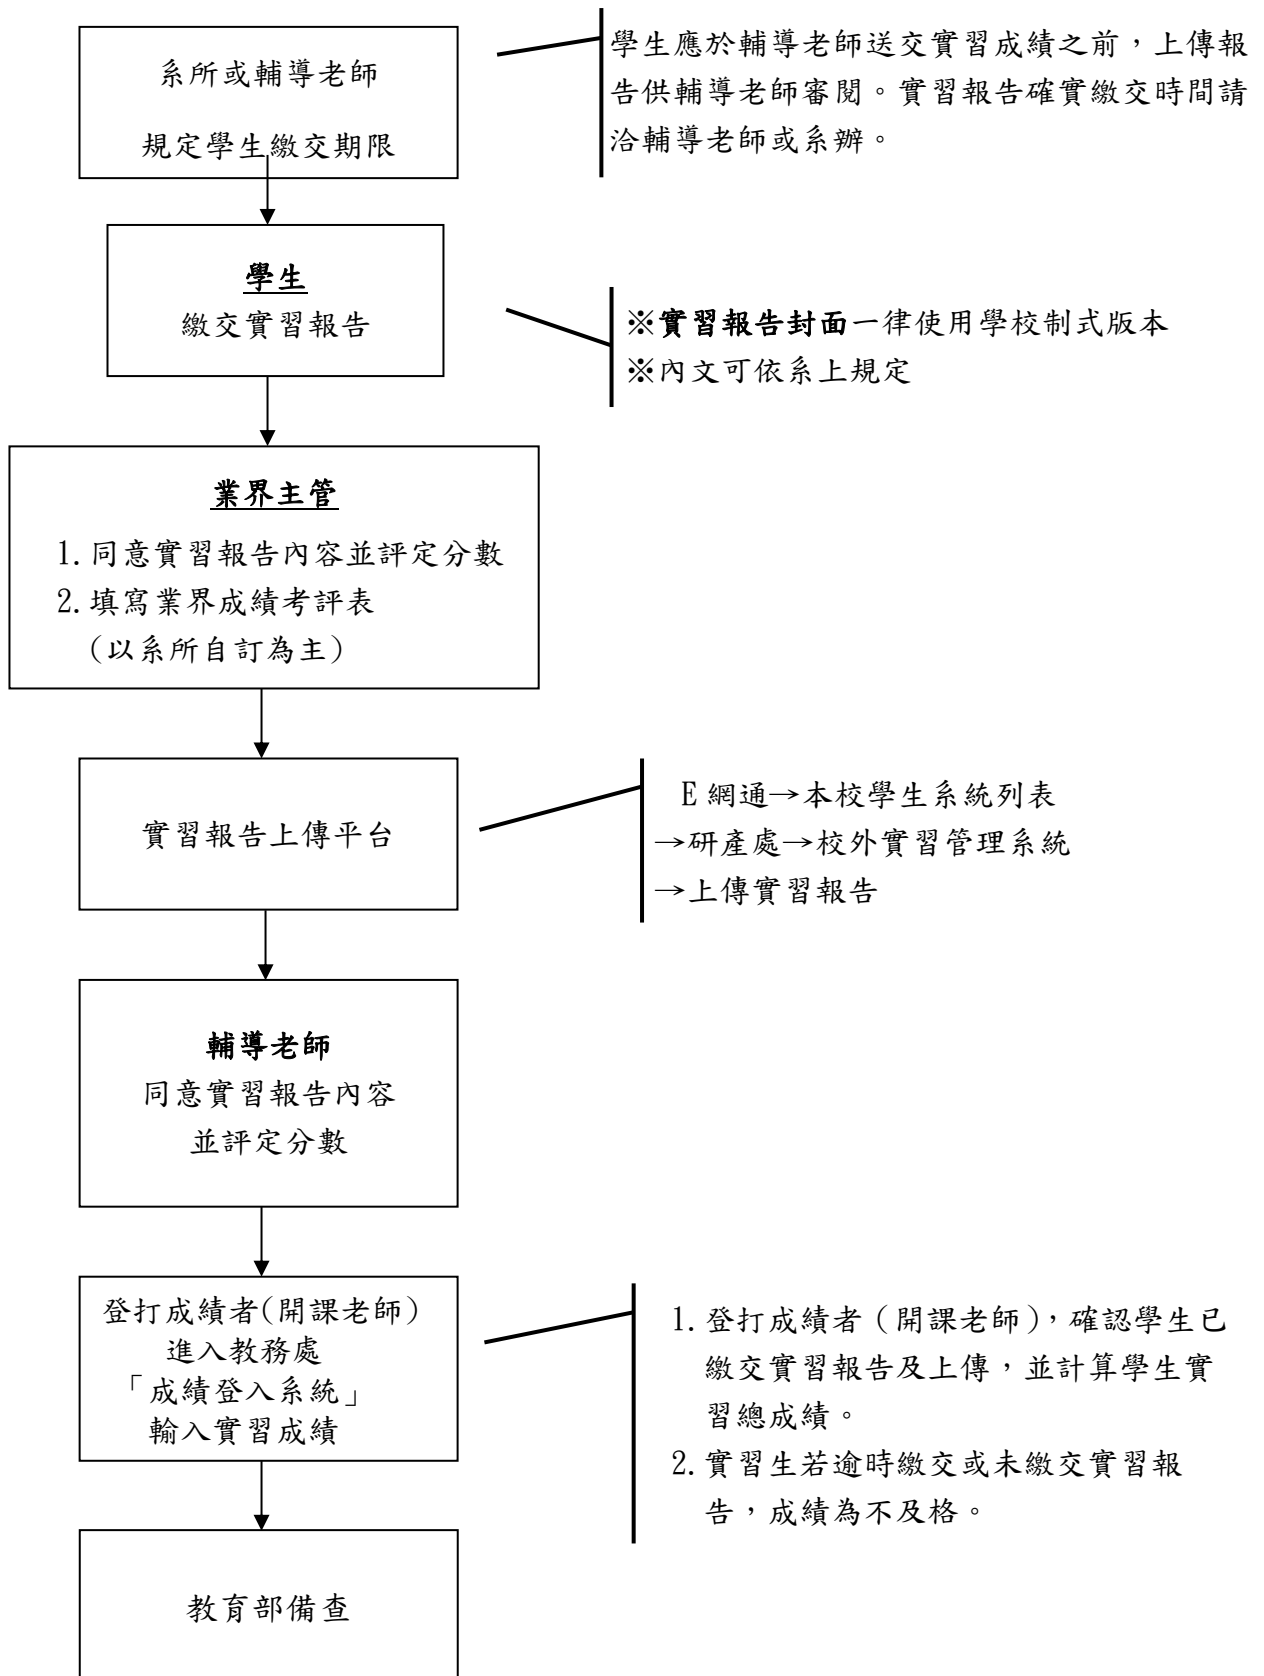 系所或輔導老師
規定學生繳交期限
學生應於輔導老師送交實習成績之前，上傳報
告供輔導老師審閱。實習報告確實繳交時間請
洽輔導老師或系辦。
學生
繳交實習報告
※實習報告封面一律使用學校制式版本
※內文可依系上規定
業界主管
1. 同意實習報告內容並評定分數
2. 填寫業界成績考評表
(以系所自訂為主)
實習報告上傳平台
E 網通→本校學生系統列表
→研產處→校外實習管理系統
→上傳實習報告
輔導老師
同意實習報告內容
並評定分數
登打成績者(開課老師)
進入教務處
「成績登入系統」
輸入實習成績
1. 登打成績者（開課老師），確認學生已
繳交實習報告及上傳，並計算學生實
習總成績。
2. 實習生若逾時繳交或未繳交實習報
告，成績為不及格。
教育部備查